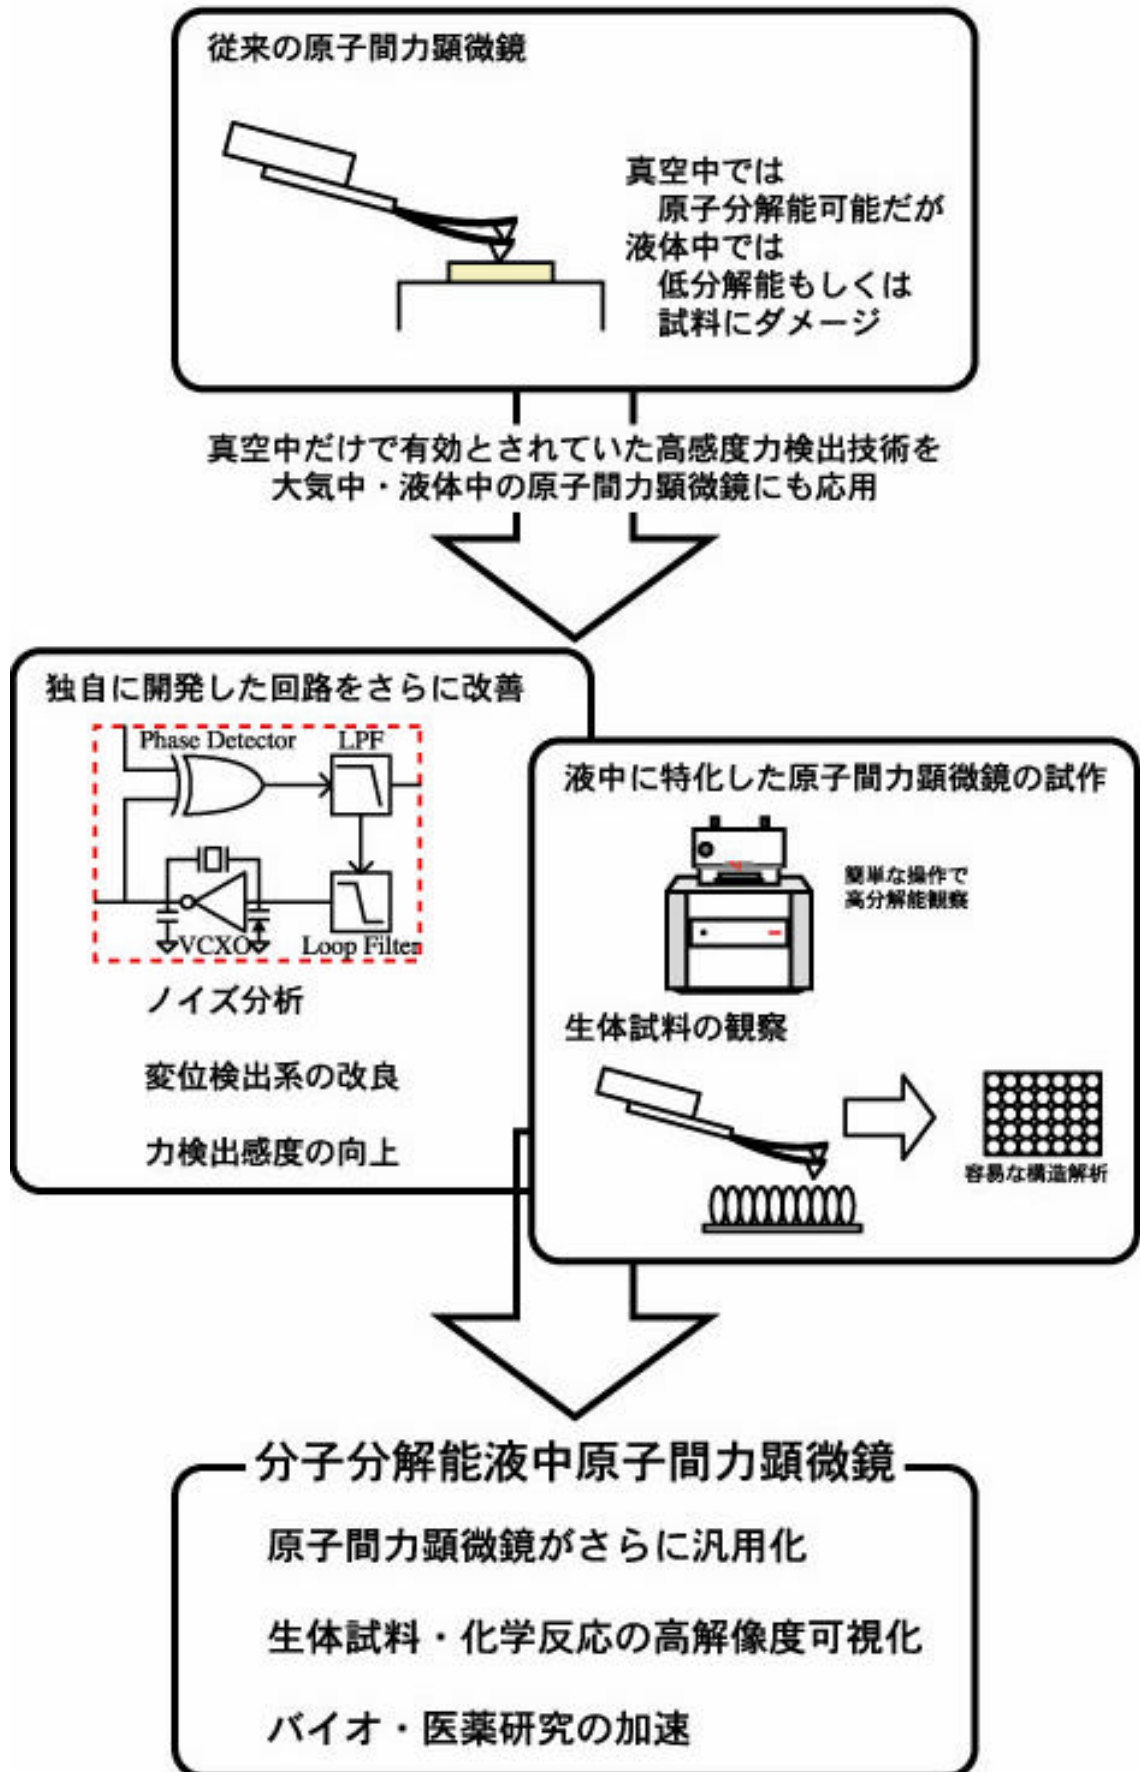 従来の原子間力顕微鏡
真空中では
原子分解能可能だが
液体中では
低分解能もしくは
試料にダメージ
真空中だけで有効とされていた高感度力検出技術を
大気中・液体中の原子間力顕微鏡にも応用
独自に開発した回路をさらに改善
Phase Detector
LPF
VCXO
Loop Filter
ノイズ分析
変位検出系の改良
力検出感度の向上
液中に特化した原子間力顕微鏡の試作
簡単な操作で
高分解能観察
生体試料の観察
容易な構造解析
分子分解能液中原子間力顕微鏡
原子間力顕微鏡がさらに汎用化
生体試料・化学反応の高解像度可視化
バイオ・医薬研究の加速